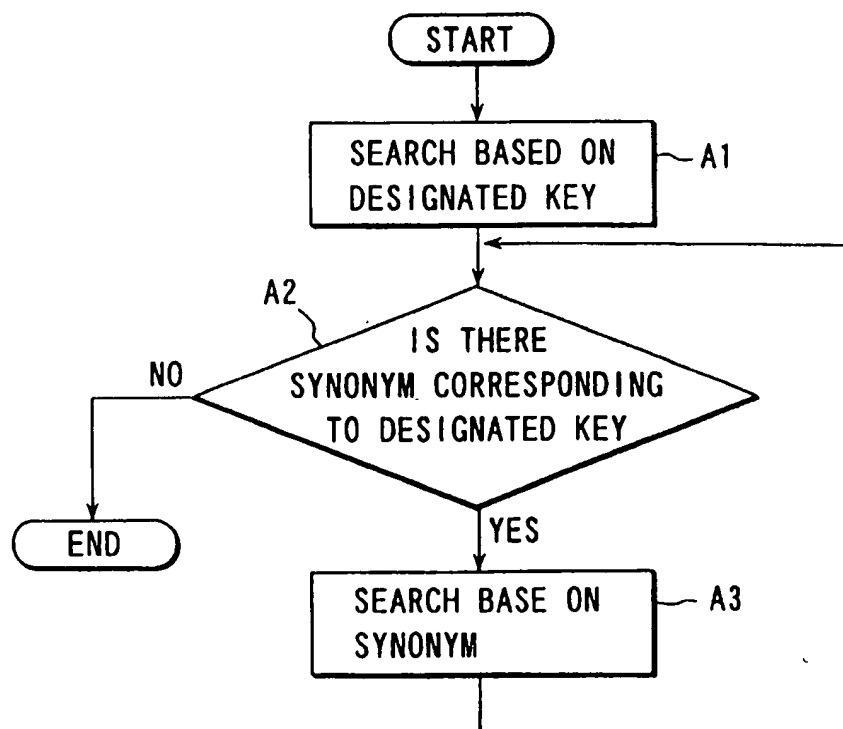 START
SEARCH BASED ON
DESIGNATED KEY
A1
A2
IS THERE
SYNONYM CORRESPONDING
TO DESIGNATED KEY
NO
END
YES
SEARCH BASE ON
SYNONYM
A3